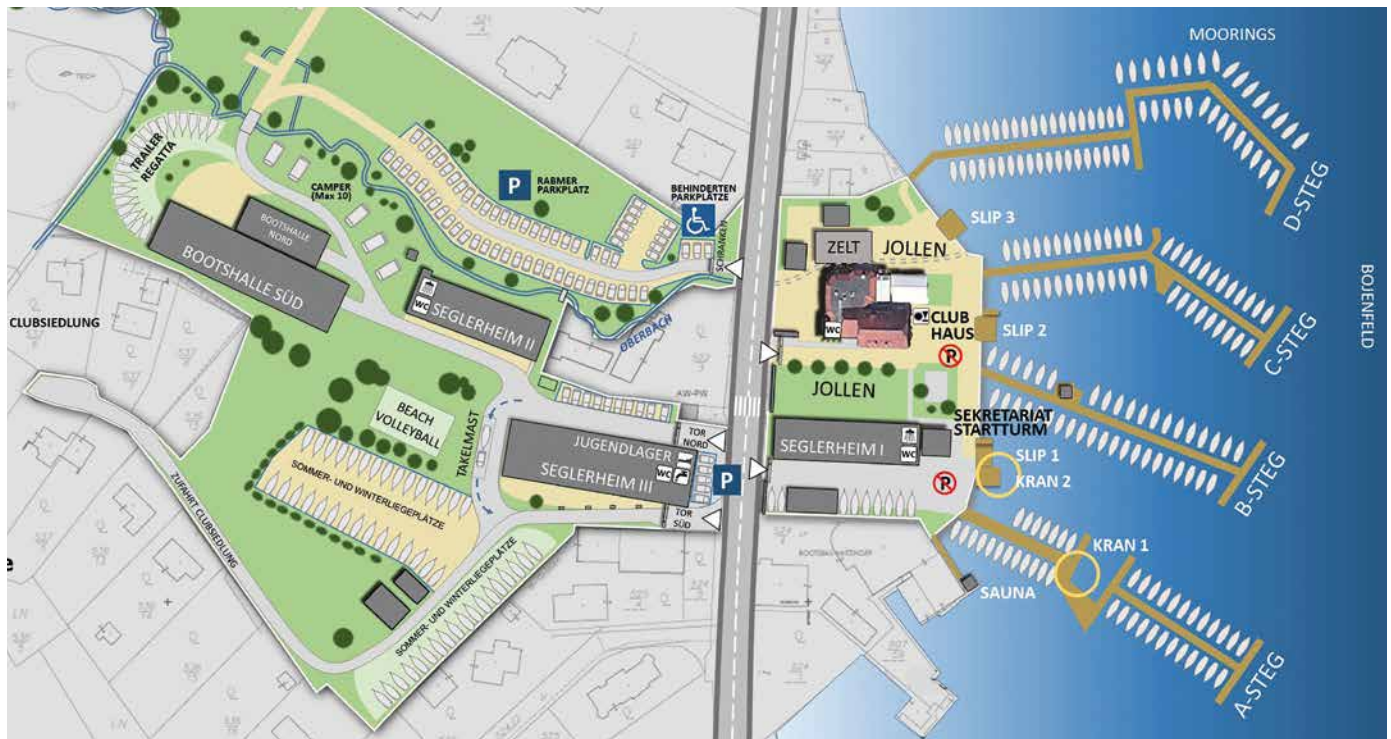 MOORINGS
D-STEG
BOJENFELD
TRAILER
REGATTA
CAMPER
(Max 10)
P
RABMER
PARKPLATZ
BEHINDERTEN
PARKPLÄTZE
SCHRANKEN
SLIP 3
ZELT
JOLLEN
BOOTSHALLE
NORD
BOOTSHALLE SÜD
WC
SEGLERHEIM II
OBERBACH
CLUBSIEDLUNG
WC
CLUB
HAUS
SLIP 2
P
C-STEG
JOLLEN
AW-PW
BEACH
VOLLEYBALL
TAKELMAST
TOR
NORD
JUGENDLAGER
SEGLERHEIM III
WC
P
TOR
SÜD
SEGLERHEIM I
WC
SEKRETARIAT
STARTTURM
SLIP 1
KRAN 2
P
B-STEG
SOMMER- UND WINTERLIEGEPLÄTZE
ZUFAHRT CLUBSIEDLUNG
SOMMER- UND WINTERLIEGEPLÄTZE
KRAN 1
SAUNA
A-STEG
e